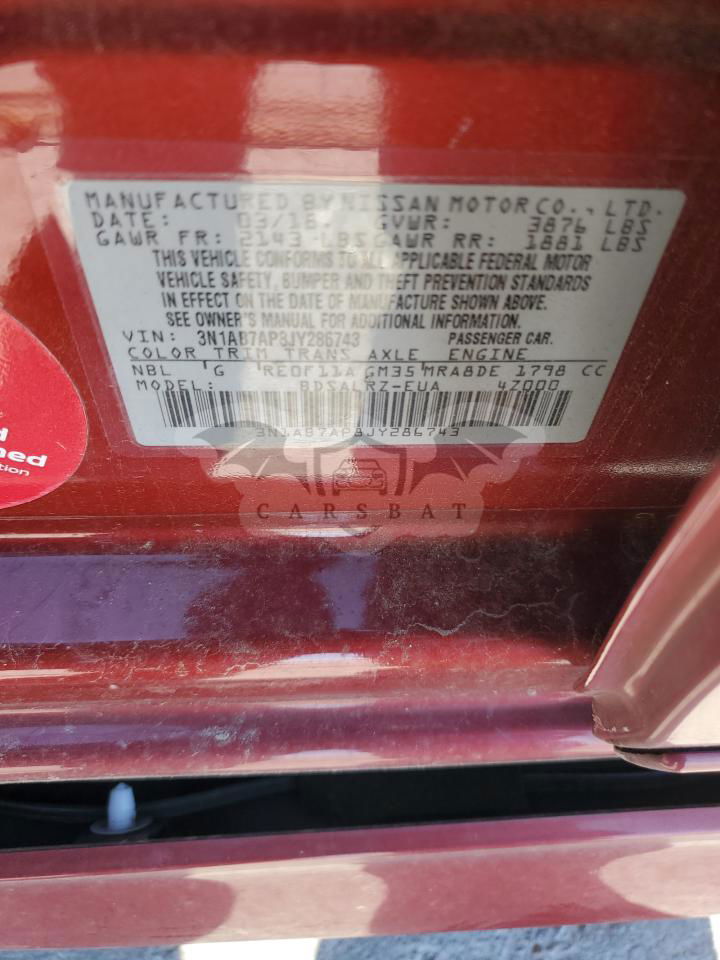 MANUFACTURED BY NISSAN MOTOR CO., LTD.
DATE: 03/18 GVWR: 3876 LBS
GAWR FR: 2143 LBS GAWR RR: 1881 LBS
THIS VEHICLE CONFORMS TO ALL APPLICABLE FEDERAL MOTOR
VEHICLE SAFETY, BUMPER AND THEFT PREVENTION STANDARDS
IN EFFECT ON THE DATE OF MANUFACTURE SHOWN ABOVE.
SEE OWNER'S MANUAL FOR ADDITIONAL INFORMATION.
VIN: 3N1AB7AP8JY286743 PASSENGER CAR.
COLOR TRIM TRANS AXLE ENGINE
NBL G RE0F11A GM35 MRA8DE 1798 CC
MODEL: BDSALRZ-EUA 4Z000
3N1AB7AP8JY286743
CARSBAT